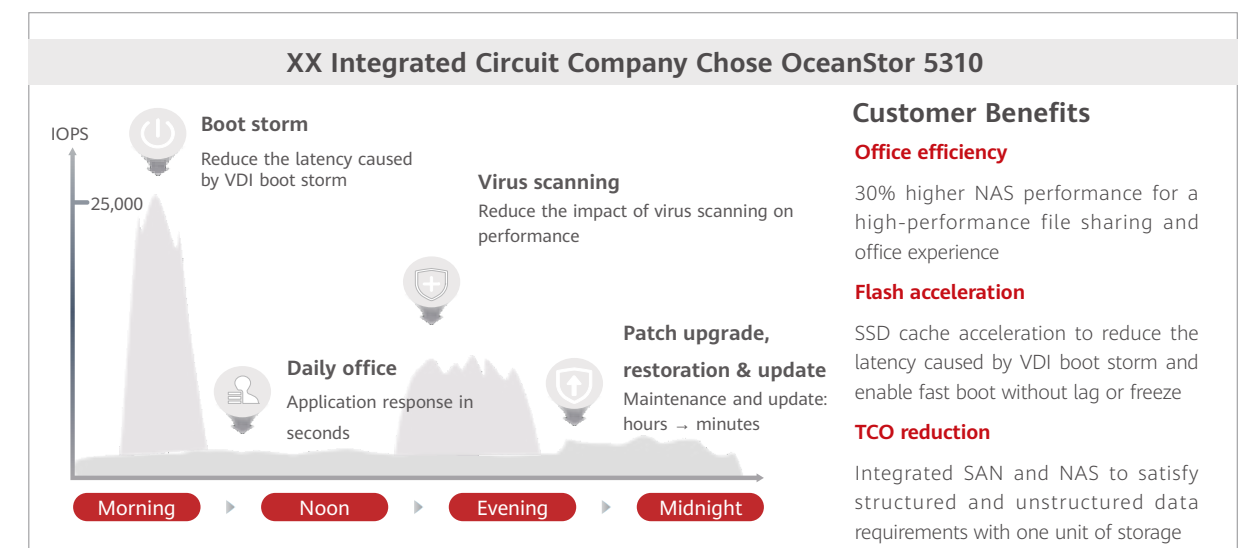 XX Integrated Circuit Company Chose OceanStor 5310
IOPS
25,000
Boot storm
Reduce the latency caused
by VDI boot storm
Virus scanning
Reduce the impact of virus scanning on
performance
Daily office
Application response in
seconds
Patch upgrade,
restoration & update
Maintenance and update:
hours → minutes
Morning
Noon
Evening
Midnight
Customer Benefits
Office efficiency
30% higher NAS performance for a
high-performance file sharing and
office experience
Flash acceleration
SSD cache acceleration to reduce the
latency caused by VDI boot storm and
enable fast boot without lag or freeze
TCO reduction
Integrated SAN and NAS to satisfy
structured and unstructured data
requirements with one unit of storage